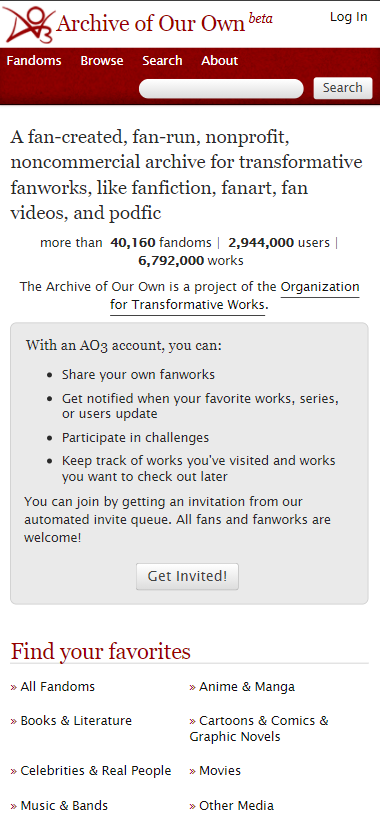 Archive of Our Own beta
Log In
Fandoms Browse Search About
Search
A fan-created, fan-run, nonprofit,
noncommercial archive for transformative
fanworks, like fanfiction, fanart, fan
videos, and podfic
more than 40,160 fandoms | 2,944,000 users |
6,792,000 works
The Archive of Our Own is a project of the Organization
for Transformative Works.
With an AO3 account, you can:
• Share your own fanworks
• Get notified when your favorite works, series,
or users update
• Participate in challenges
• Keep track of works you've visited and works
you want to check out later
You can join by getting an invitation from our
automated invite queue. All fans and fanworks are
welcome!
Get Invited!
Find your favorites
» All Fandoms
» Anime & Manga
» Books & Literature
» Cartoons & Comics &
Graphic Novels
» Celebrities & Real People
» Movies
» Music & Bands
» Other Media